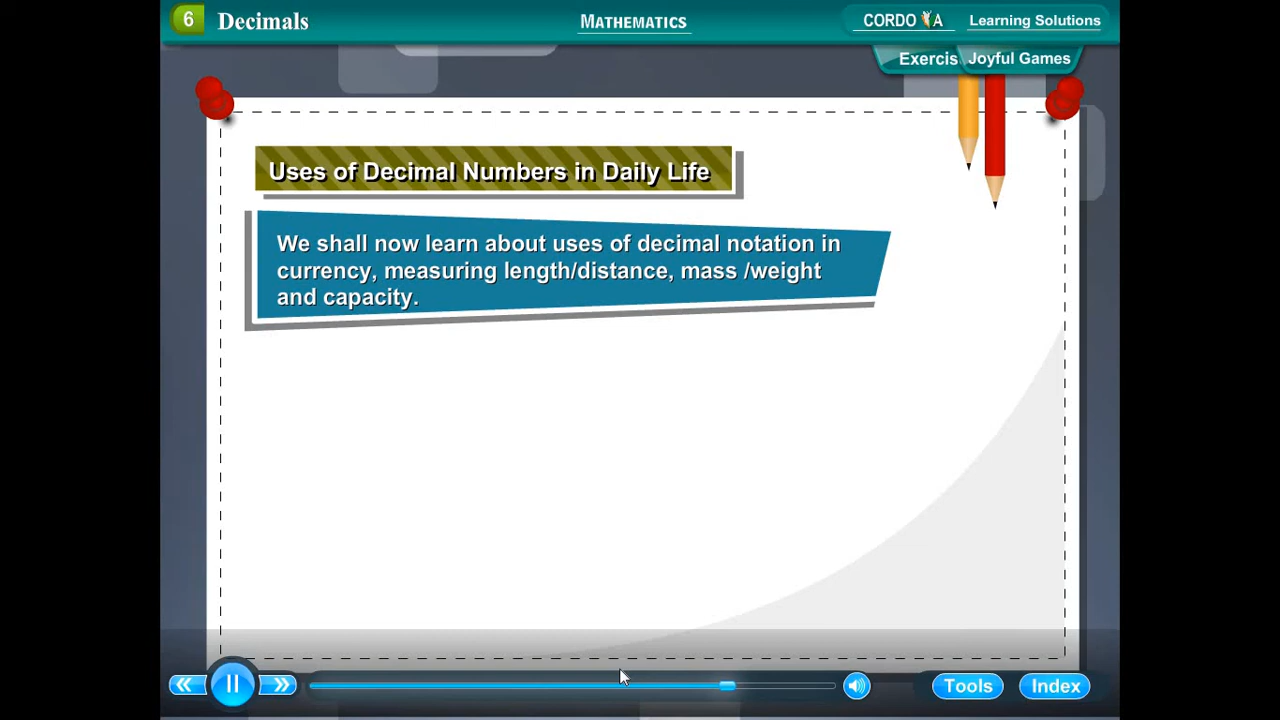 6 Decimals
MATHEMATICS
CORDOVA Learning Solutions
Exercis Joyful Games
Uses of Decimal Numbers in Daily Life
We shall now learn about uses of decimal notation in
currency, measuring length/distance, mass /weight
and capacity.
Tools Index